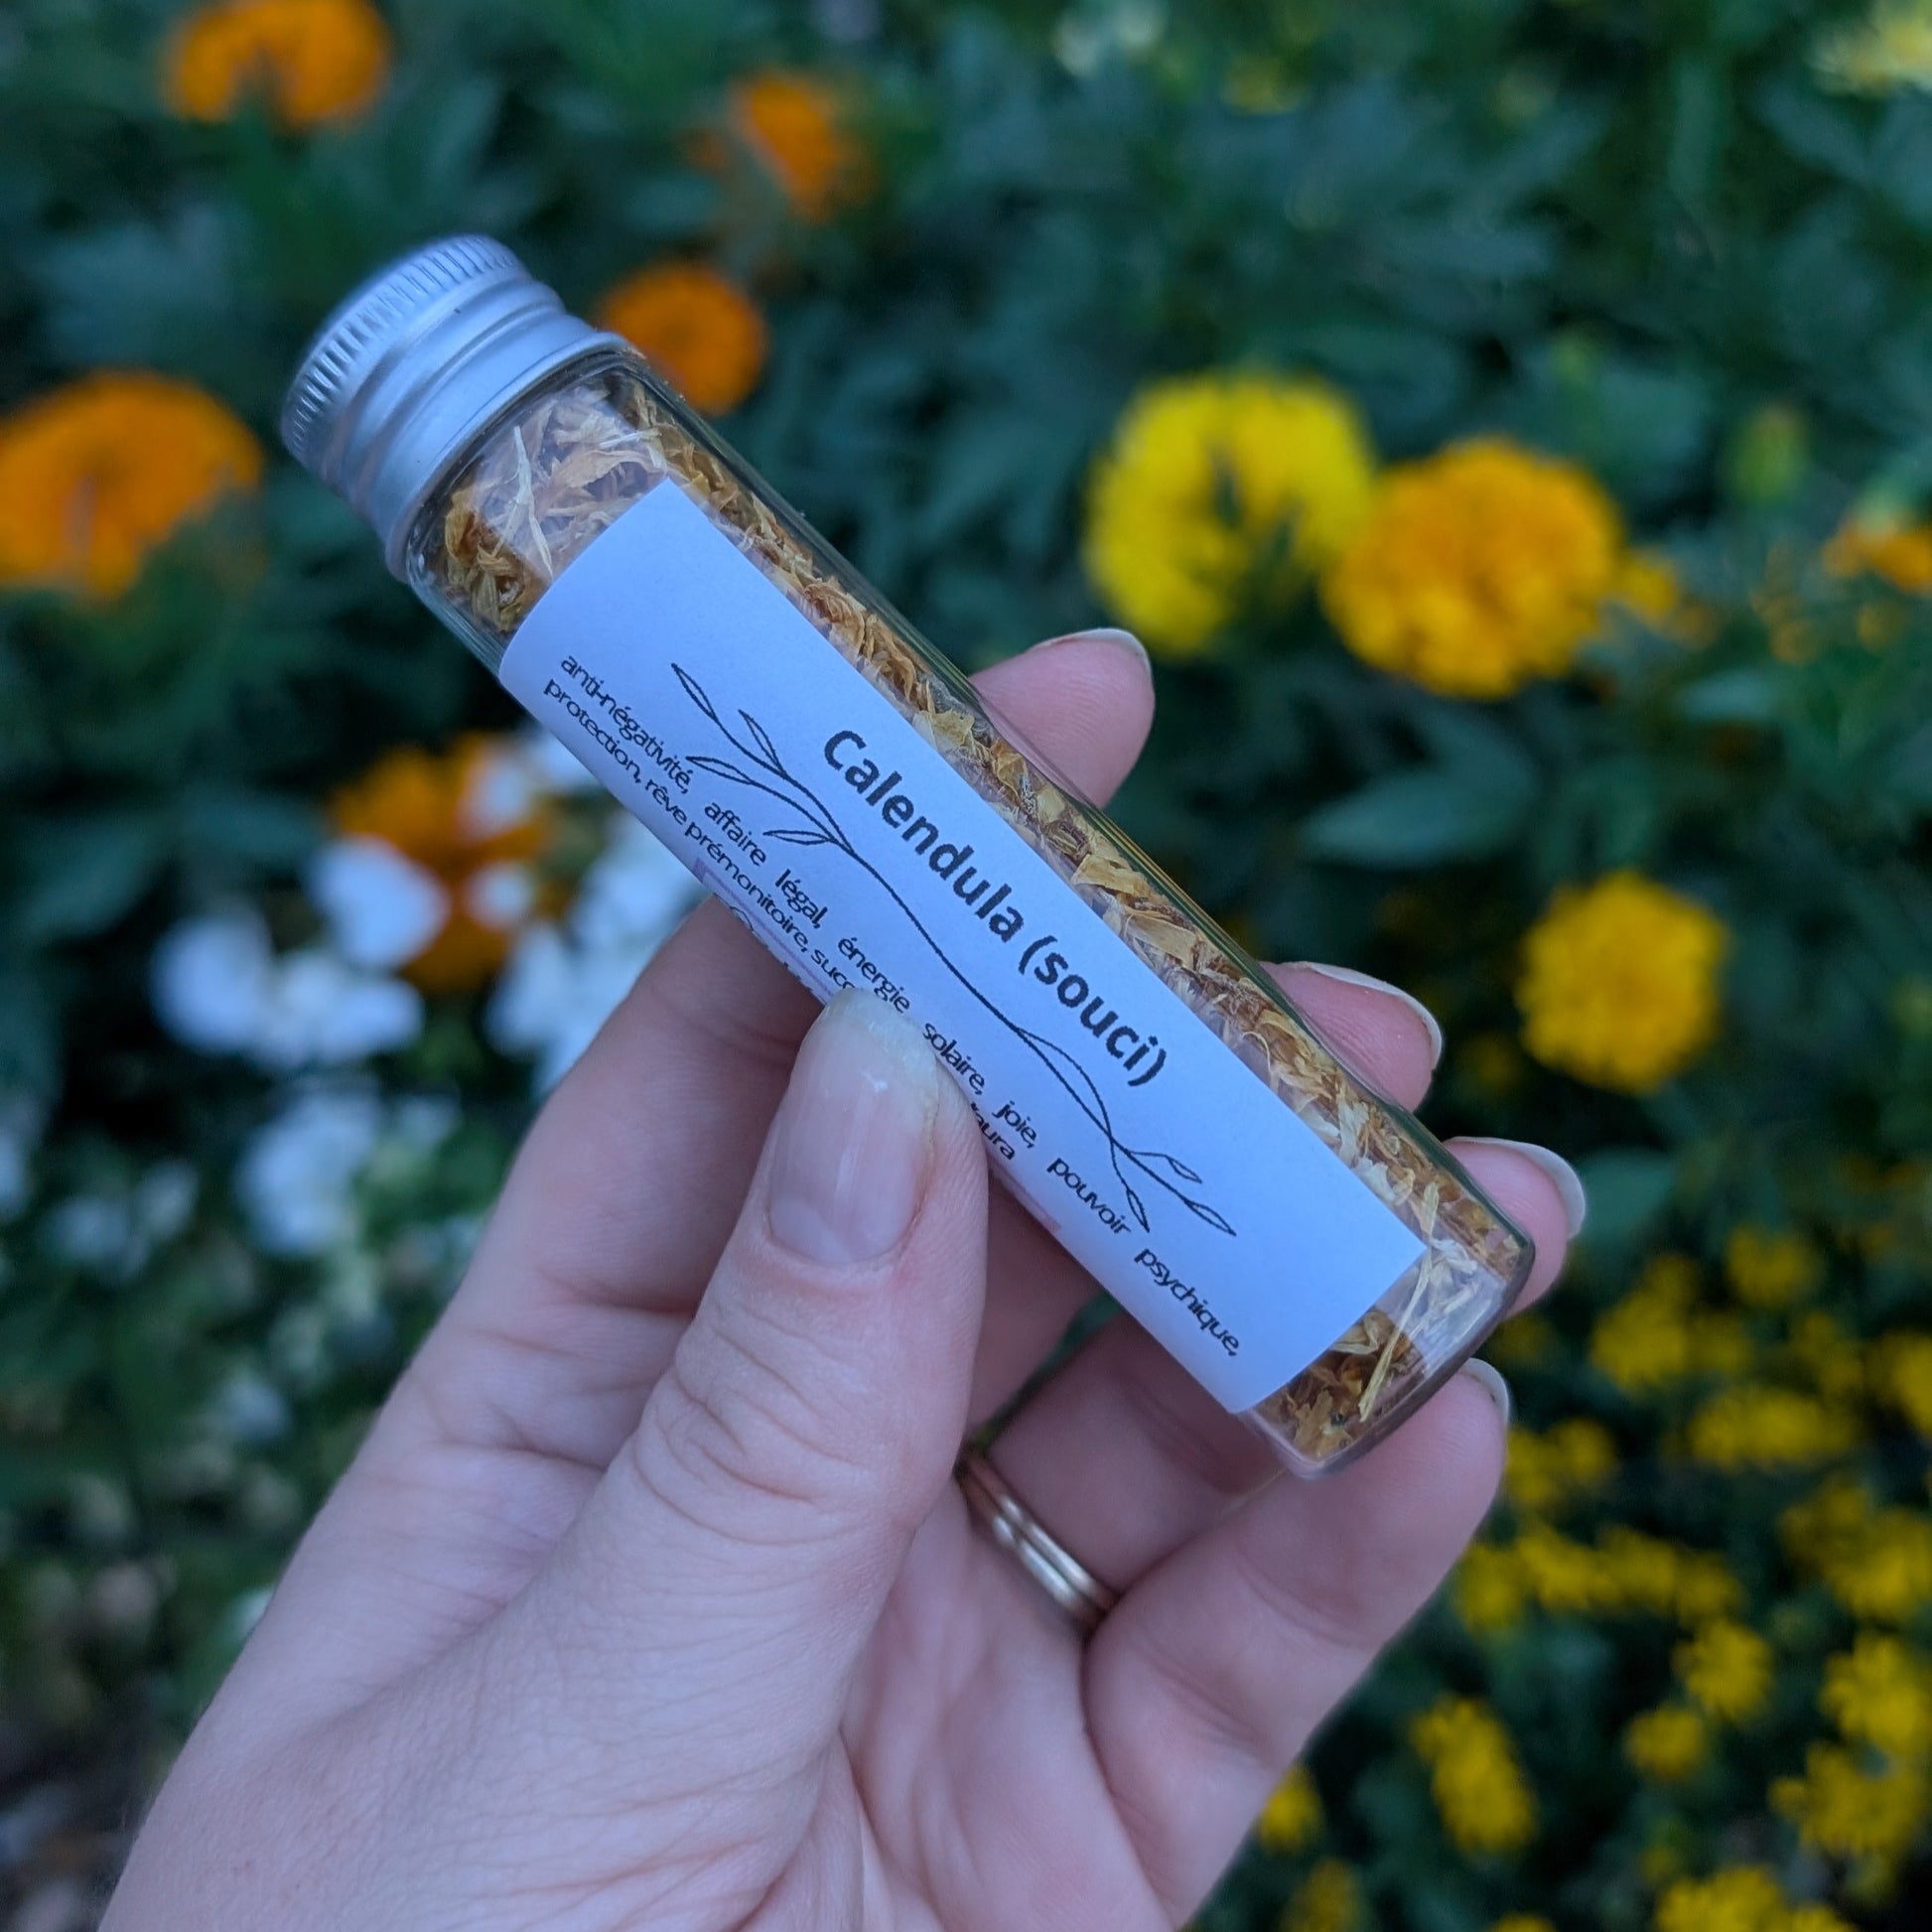 Calendula (souci)
anti-négativité, affaire légal, énergie solaire, joie, pouvoir psychique,
protection, rêve prémonitoire,